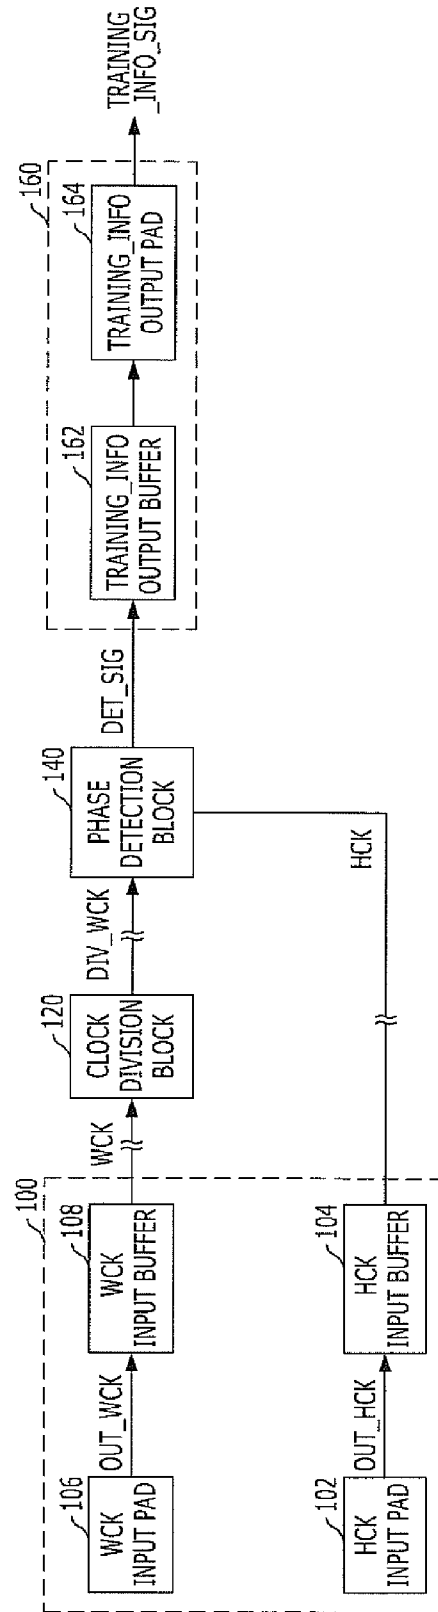 100
106
WCK
INPUT PAD
OUT_WCK
108
WCK
INPUT BUFFER
WCK
120
CLOCK
DIVISION
BLOCK
DIV_WCK
140
PHASE
DETECTION
BLOCK
DET_SIG
160
162
TRAINING_INFO
OUTPUT BUFFER
164
TRAINING_INFO
OUTPUT PAD
TRAINING
_INFO_SIG
102
HCK
INPUT PAD
OUT_HCK
104
HCK
INPUT BUFFER
HCK